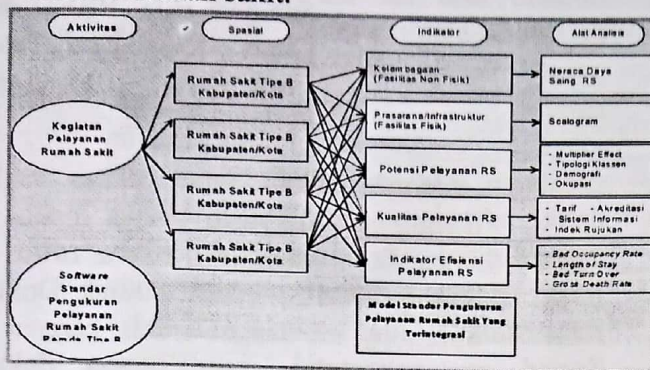 Aktivitas
Spasial
Indikator
Alat Analisis
Kegiatan
Pelayanan
Rumah Sakit
Rumah Sakit Tipe B
Kabupaten/Kota
Rumah Sakit Tipe B
Kabupaten/Kota
Rumah Sakit Tipe B
Kabupaten/Kota
Rumah Sakit Tipe B
Kabupaten/Kota
Kelembagaan
(Fasilitas Non Fisik)
Prasarana/Infrastruktur
(Fasilitas Fisik)
Potensi Pelayanan RS
Kualitas Pelayanan RS
Indikator Efisiensi
Pelayanan RS
Neraca Daya
Saing RS
Scalogram
- Multiplier Effect
- Tipologi Klassen
- Demografi
- Okupasi
- Tarif - Akreditasi
- Sistem Informasi
- Indek Rujukan
- Bad Occupancy Rate
- Length of Stay
- Bed Turn Over
- Gross Death Rate
Software
Standar
Pengukuran
Pelayanan
Rumah Sakit
Pemda Tipe B
Model Standar Pengukuran
Pelayanan Rumah Sakit Yang
Terintegrasi